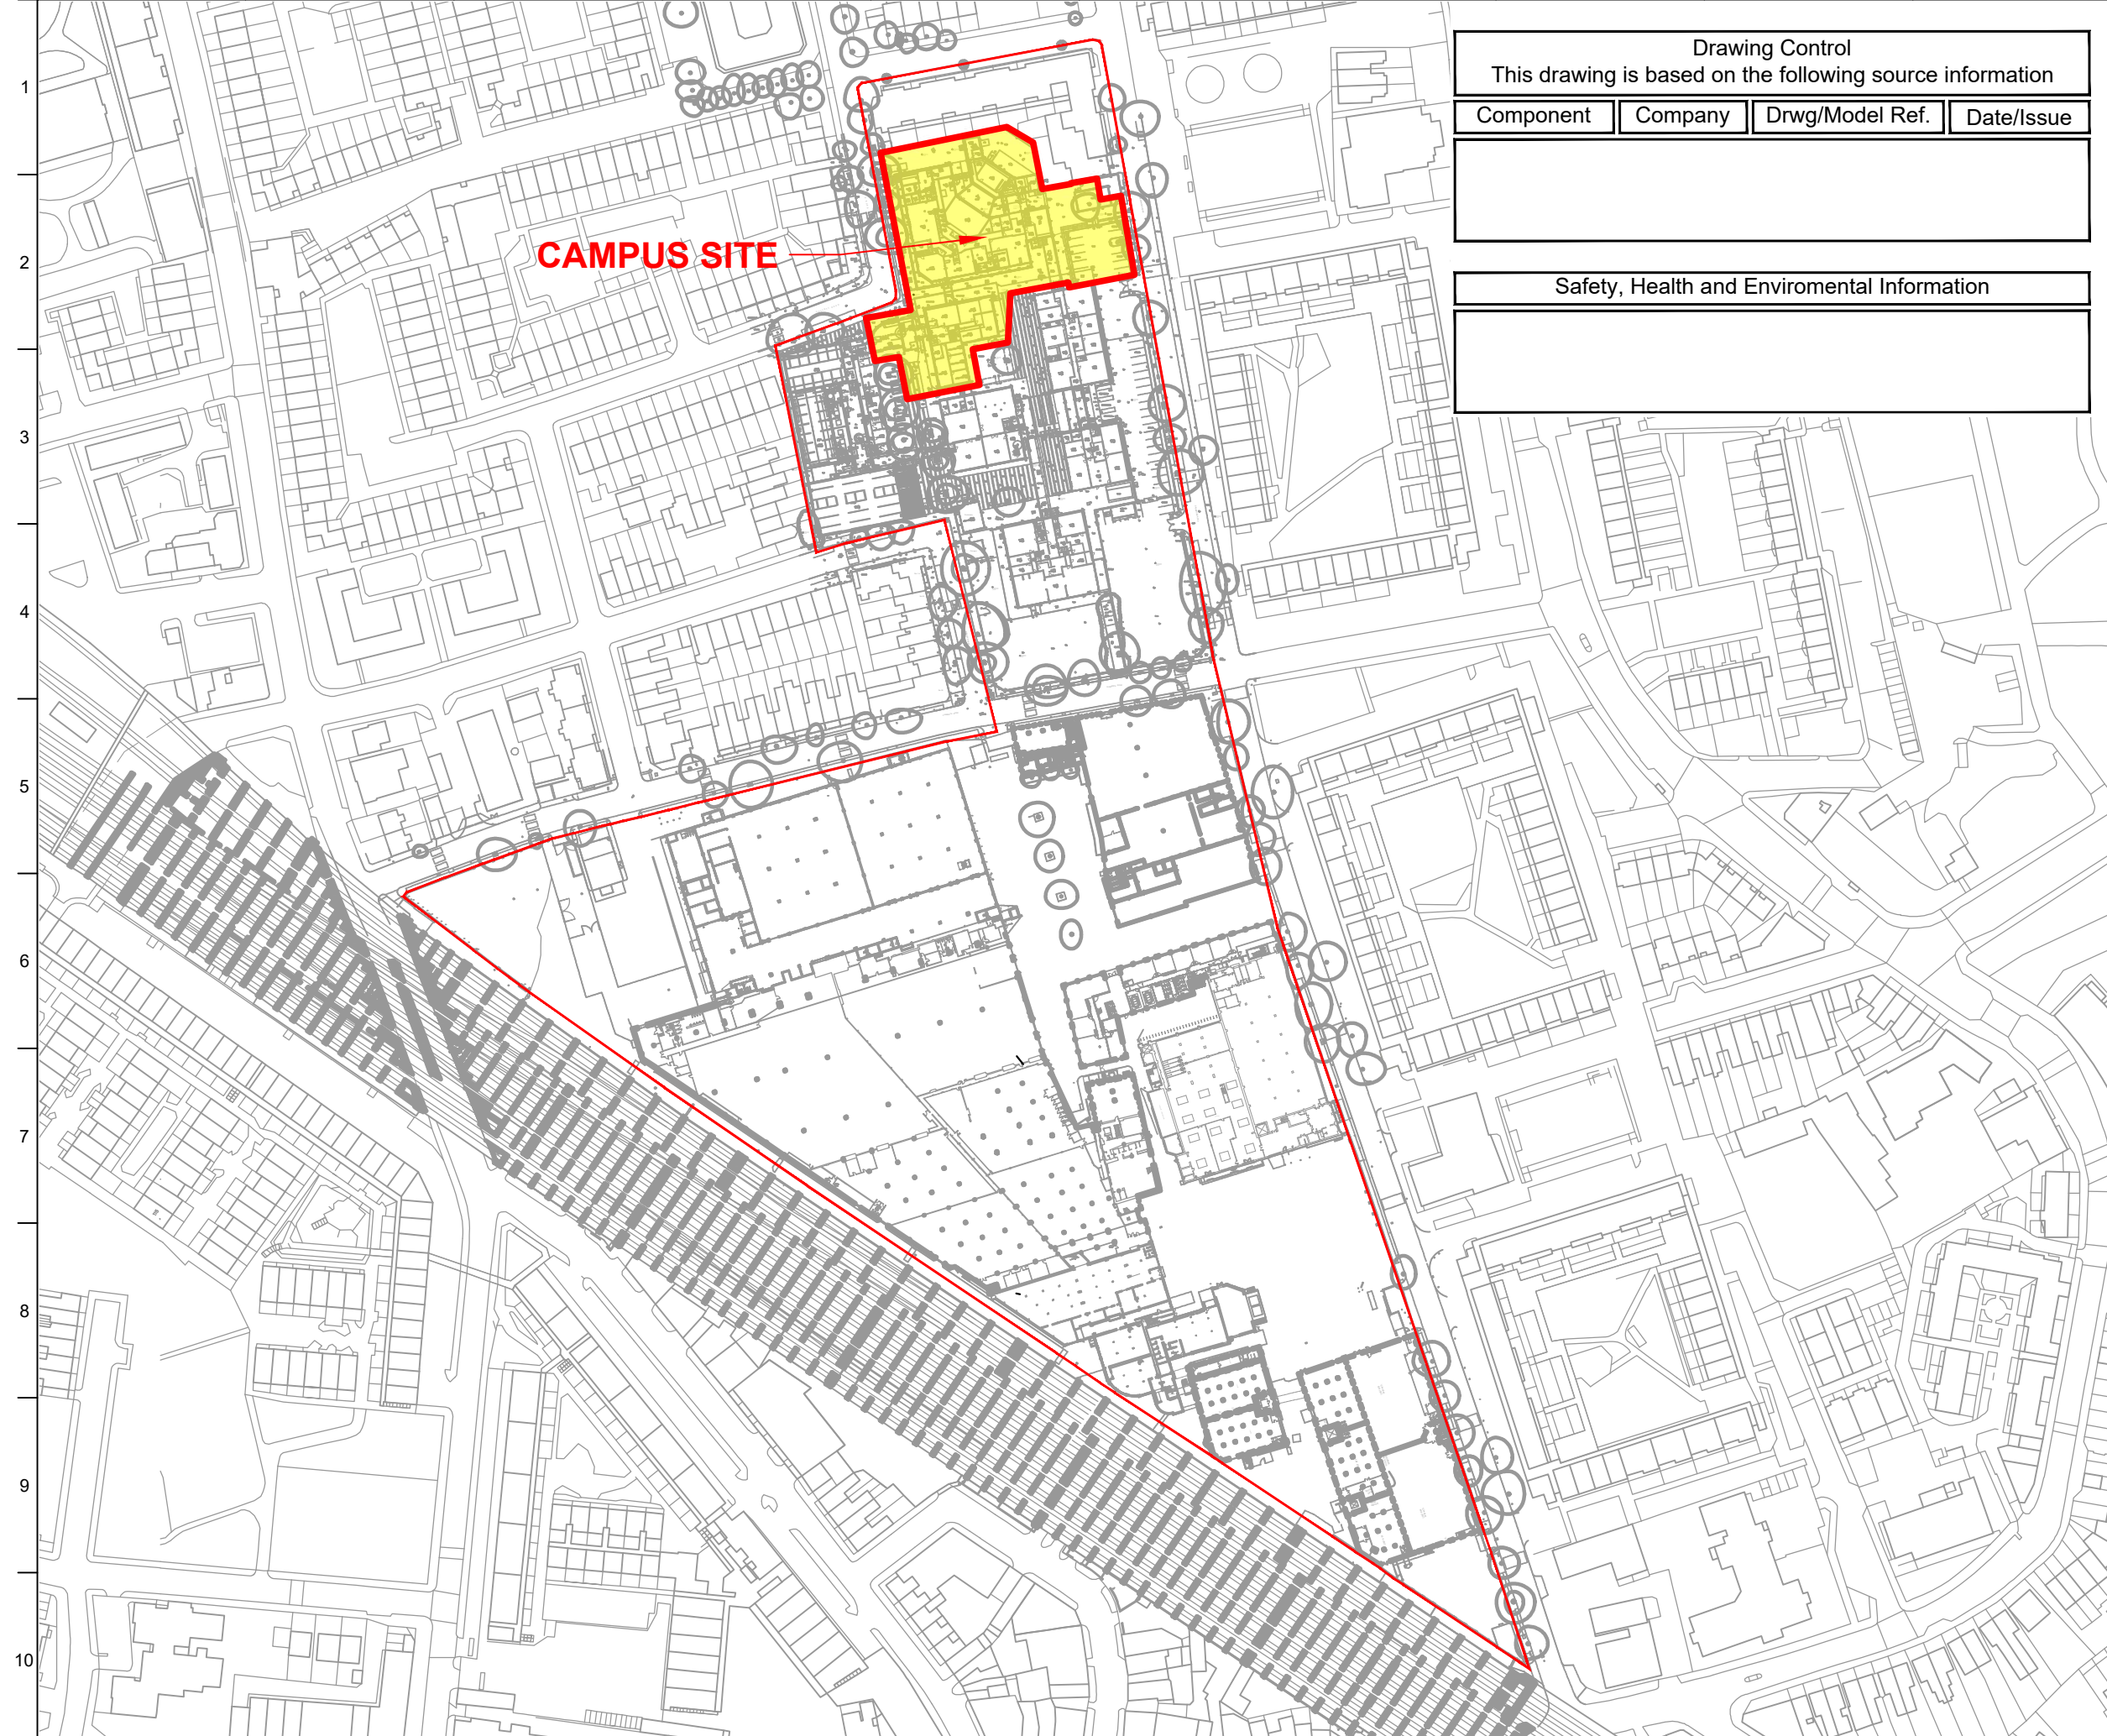 Drawing Control
This drawing is based on the following source information
Component Company Drwg/Model Ref. Date/Issue
Safety, Health and Enviromental Information
CAMPUS SITE
1
2
3
4
5
6
7
8
9
10